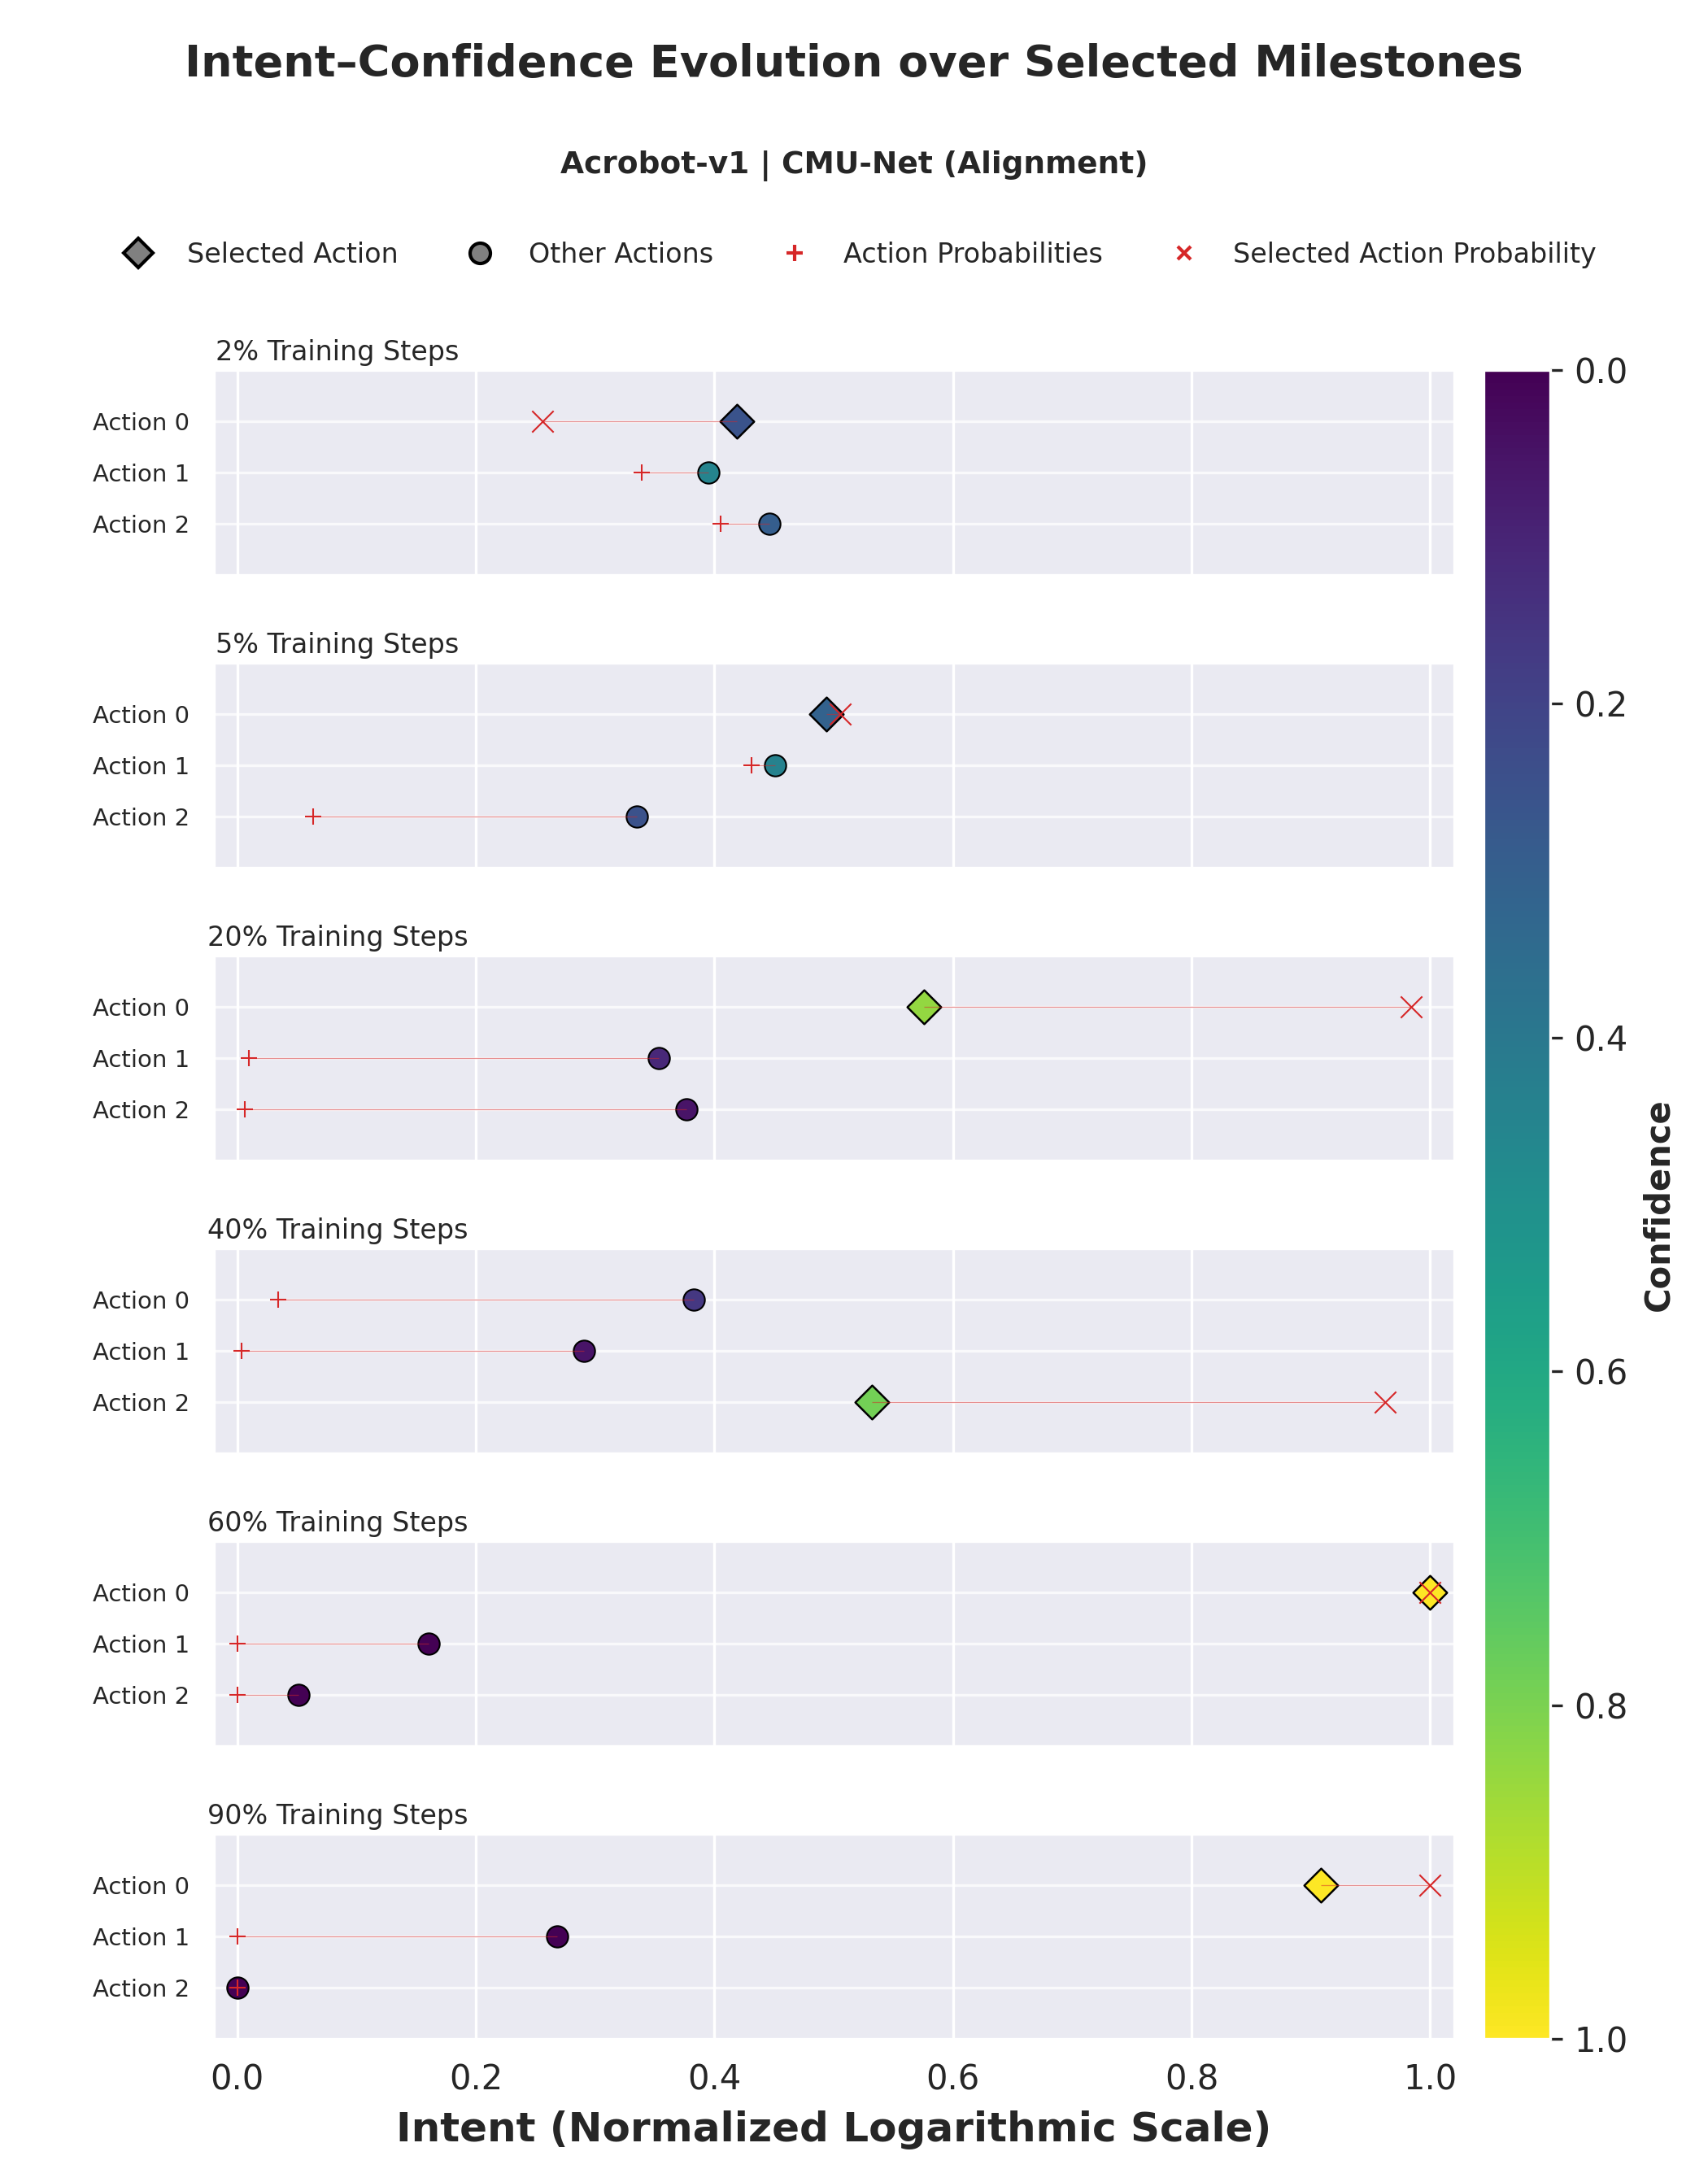 Intent–Confidence Evolution over Selected Milestones
Acrobot-v1 | CMU-Net (Alignment)
Selected Action Other Actions Action Probabilities Selected Action Probability
2% Training Steps
Action 0
Action 1
Action 2
5% Training Steps
Action 0
Action 1
Action 2
20% Training Steps
Action 0
Action 1
Action 2
40% Training Steps
Action 0
Action 1
Action 2
60% Training Steps
Action 0
Action 1
Action 2
90% Training Steps
Action 0
Action 1
Action 2
0.0 0.2 0.4 0.6 0.8 1.0
Intent (Normalized Logarithmic Scale)
0.0
0.2
0.4
0.6
0.8
1.0
Confidence